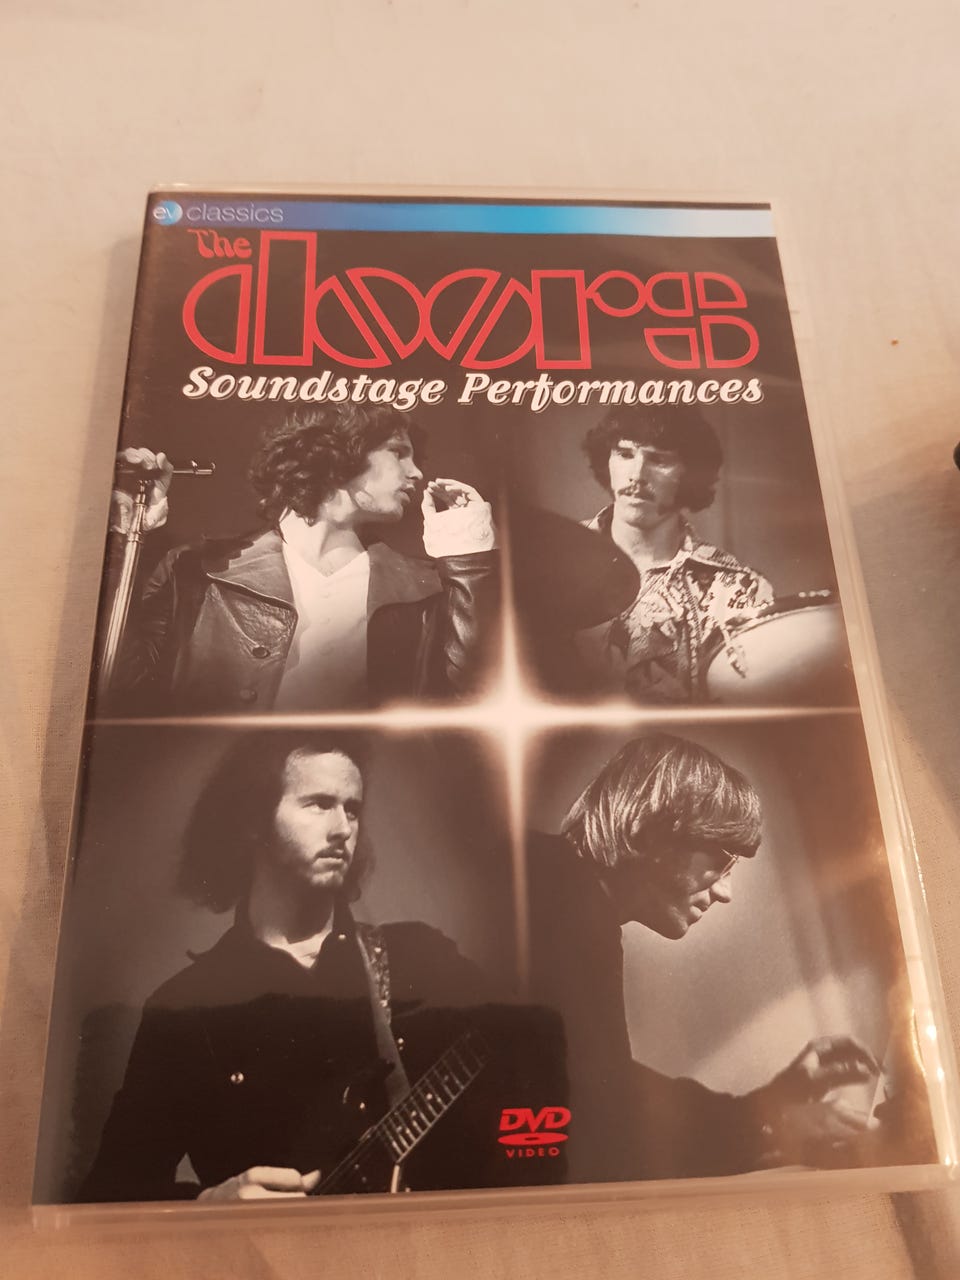 ev classics
The
doors
Soundstage Performances
DVD
VIDEO